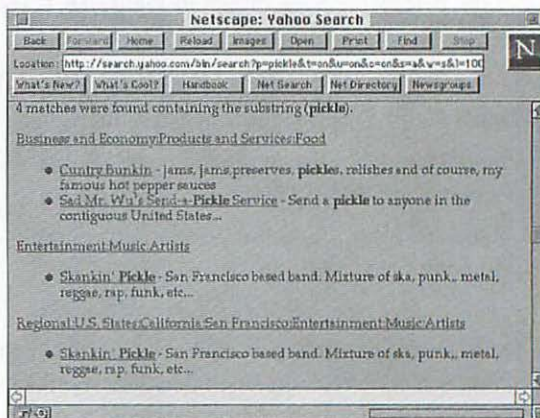 Netscape: Yahoo Search
Back Forward Home Reload Images Open Print Find Stop
Location: http://search.yahoo.com/bin/search?p=pickle&t=on&u=on&c=on&s=a&w=s&l=100
N
What's New? What's Cool? Handbook Net Search Net Directory Newsgroups
4 matches were found containing the substring (pickle).
Business and Economy:Products and Services:Food
Cuntry Bunkin - jams, jams,preserves, pickles, relishes and of course, my
famous hot pepper sauces
Sad Mr. Wu's Send-a-Pickle Service - Send a pickle to anyone in the
contiguous United States...
Entertainment:Music:Artists
Skankin' Pickle - San Francisco based band. Mixture of ska, punk,, metal,
reggae, rap, funk, etc...
Regional:U.S. States:California:San Francisco:Entertainment:Music:Artists
Skankin' Pickle - San Francisco based band. Mixture of ska, punk,, metal,
reggae, rap, funk, etc...